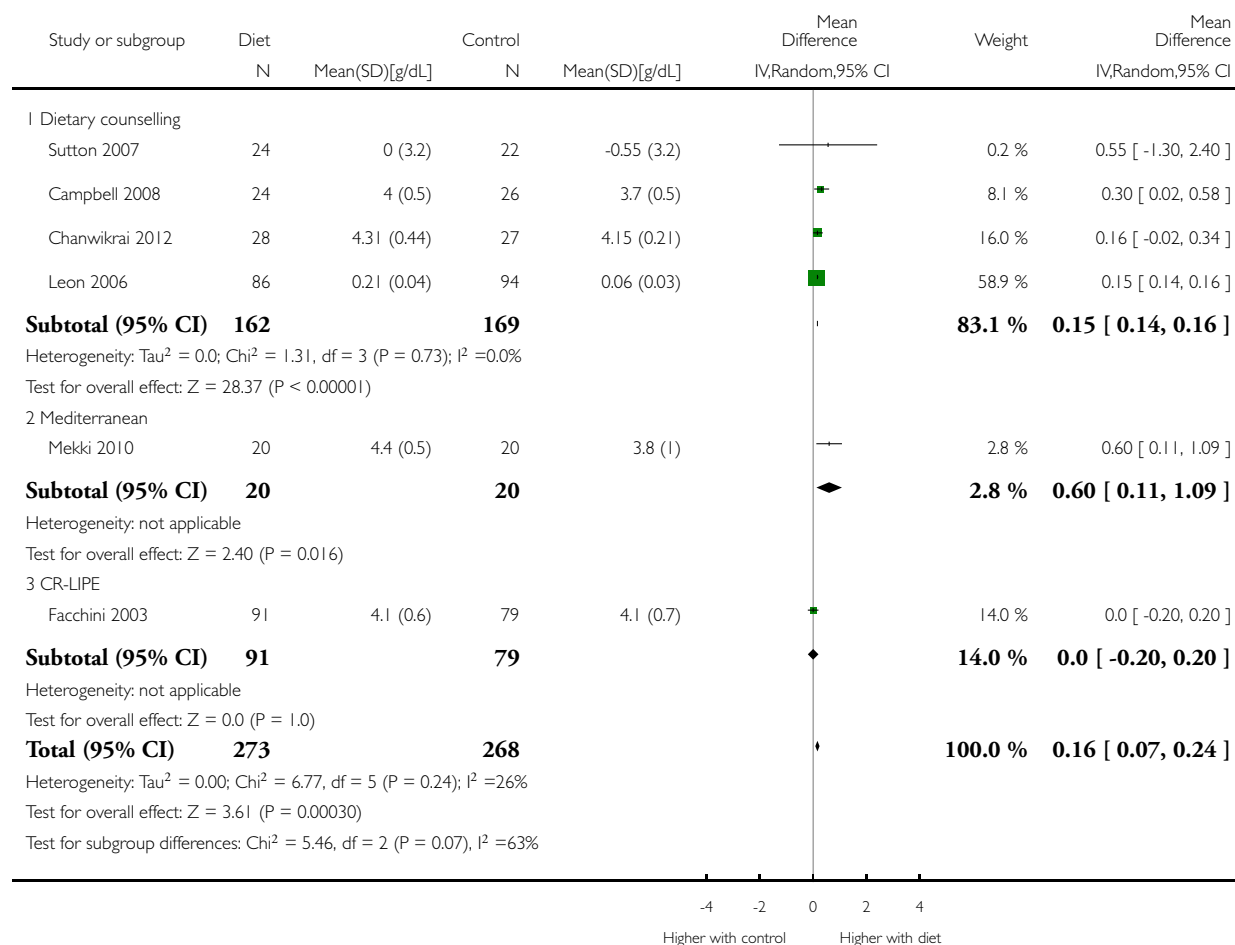 Study or subgroup Diet Control Mean Difference Weight Mean Difference
N Mean(SD)[g/dL] N Mean(SD)[g/dL] IV,Random,95% CI IV,Random,95% CI
1 Dietary counselling
Sutton 2007 24 0 (3.2) 22 -0.55 (3.2) 0.2 % 0.55 [ -1.30, 2.40 ]
Campbell 2008 24 4 (0.5) 26 3.7 (0.5) 8.1 % 0.30 [ 0.02, 0.58 ]
Chanwikrai 2012 28 4.31 (0.44) 27 4.15 (0.21) 16.0 % 0.16 [ -0.02, 0.34 ]
Leon 2006 86 0.21 (0.04) 94 0.06 (0.03) 58.9 % 0.15 [ 0.14, 0.16 ]
Subtotal (95% CI) 162 169 83.1 % 0.15 [ 0.14, 0.16 ]
Heterogeneity: Tau² = 0.0; Chi² = 1.31, df = 3 (P = 0.73); I² =0.0%
Test for overall effect: Z = 28.37 (P < 0.00001)
2 Mediterranean
Mekki 2010 20 4.4 (0.5) 20 3.8 (1) 2.8 % 0.60 [ 0.11, 1.09 ]
Subtotal (95% CI) 20 20 2.8 % 0.60 [ 0.11, 1.09 ]
Heterogeneity: not applicable
Test for overall effect: Z = 2.40 (P = 0.016)
3 CR-LIPE
Facchini 2003 91 4.1 (0.6) 79 4.1 (0.7) 14.0 % 0.0 [ -0.20, 0.20 ]
Subtotal (95% CI) 91 79 14.0 % 0.0 [ -0.20, 0.20 ]
Heterogeneity: not applicable
Test for overall effect: Z = 0.0 (P = 1.0)
Total (95% CI) 273 268 100.0 % 0.16 [ 0.07, 0.24 ]
Heterogeneity: Tau² = 0.00; Chi² = 6.77, df = 5 (P = 0.24); I² =26%
Test for overall effect: Z = 3.61 (P = 0.00030)
Test for subgroup differences: Chi² = 5.46, df = 2 (P = 0.07), I² =63%
-4 -2 0 2 4
Higher with control Higher with diet